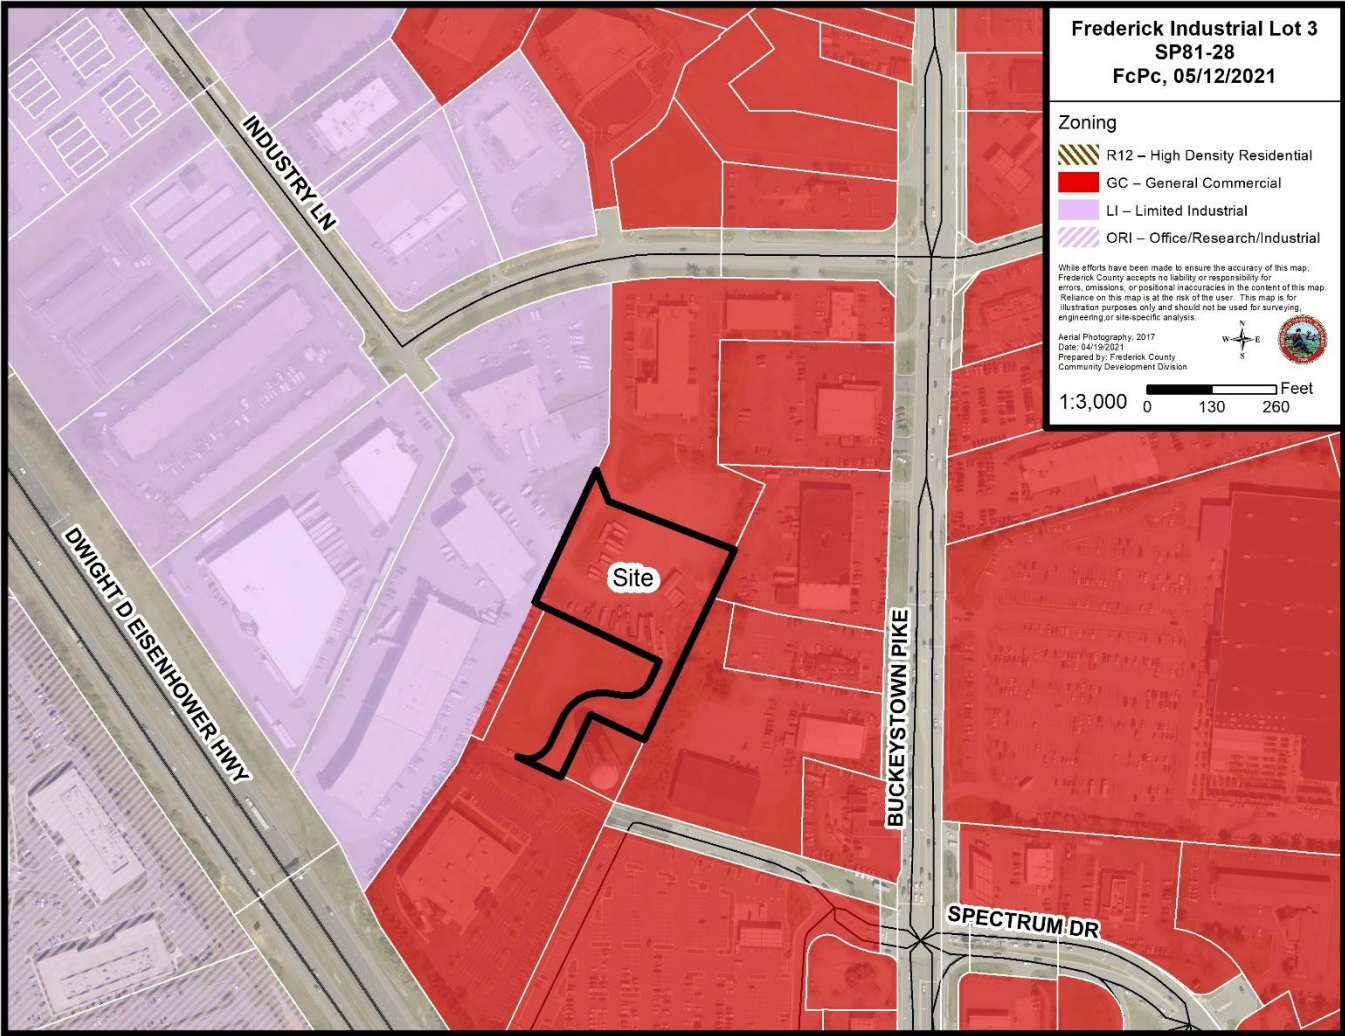 Frederick Industrial Lot 3
SP81-28
FcPc, 05/12/2021
Zoning
R12 – High Density Residential
GC – General Commercial
LI – Limited Industrial
ORI – Office/Research/Industrial
While efforts have been made to ensure the accuracy of this map,
Frederick County accepts no liability or responsibility for
errors, omissions, or positional inaccuracies in the content of this map.
Reliance on this map is at the risk of the user. This map is for
illustration purposes only and should not be used for surveying,
engineering,or site-specific analysis.
Aerial Photography, 2017
Date: 04/19/2021
Prepared by: Frederick County
Community Development Division
N
W E
S
1:3,000
Feet
0 130 260
INDUSTRY LN
DWIGHT D EISENHOWER HWY
Site
BUCKEYSTOWN PIKE
SPECTRUM DR